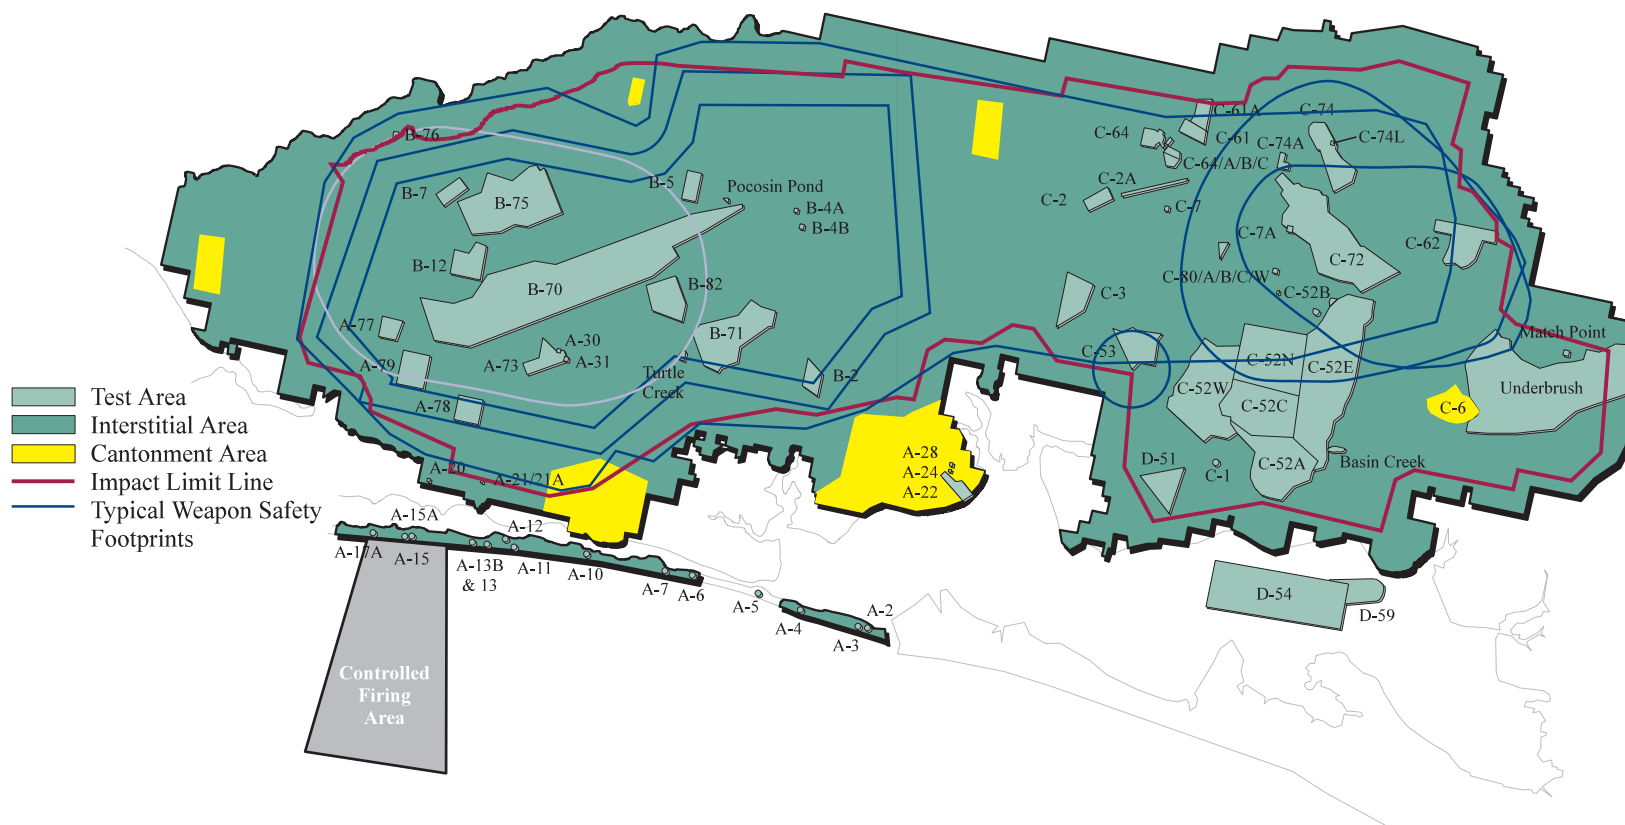 C-61A
C-74
B-76
C-64
C-61
C-74A
C-74L
C-64/A/B/C
B-7
B-5
Pocosin Pond
C-2A
C-2
B-75
B-4A
C-7
B-4B
C-7A
C-62
B-12
C-72
C-80/A/B/C/W
B-70
B-82
C-3
C-52B
A-77
B-71
Match Point
A-30
C-53
A-79
A-73
A-31
C-52N
C-52E
Turtle
Creek
B-2
C-52W
Underbrush
A-78
C-52C
C-6
Test Area
Interstitial Area
Cantonment Area
Impact Limit Line
Typical Weapon Safety
Footprints
A-28
A-24
A-22
D-51
C-1
C-52A
Basin Creek
A-20
A-21/21A
A-15A
A-12
A-17A
A-15
A-13B
& 13
A-11
A-10
A-7
A-6
A-5
A-4
A-2
A-3
D-54
D-59
Controlled
Firing
Area